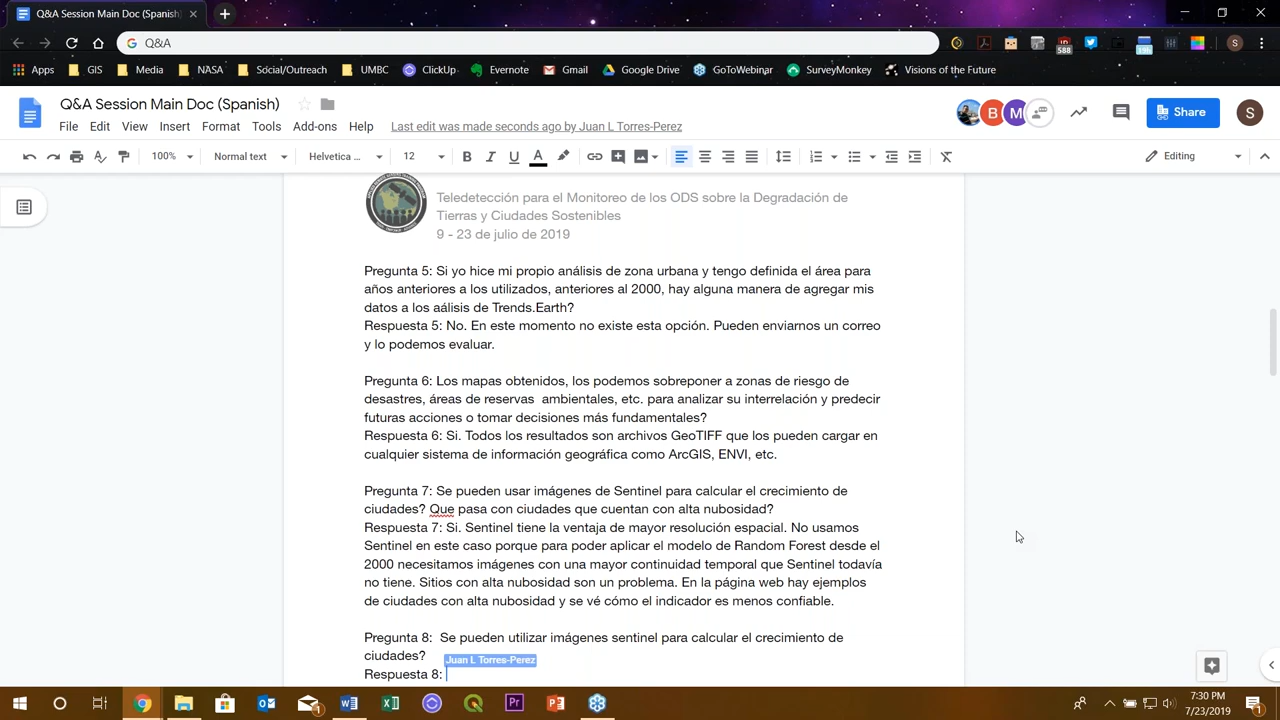 Q&A Session Main Doc (Spanish)
Q&A
588
19h
S
Apps
GIS
Media
NASA
Social/Outreach
UMBC
ClickUp
Evernote
Gmail
Google Drive
GoToWebinar
SurveyMonkey
Visions of the Future
Q&A Session Main Doc (Spanish)
B
M
Share
S
File Edit View Insert Format Tools Add-ons Help Last edit was made seconds ago by Juan L Torres-Perez
100% Normal text Helvetica ... 12 B I U A Editing
Teledetección para el Monitoreo de los ODS sobre la Degradación de
Tierras y Ciudades Sostenibles
9 - 23 de julio de 2019
Pregunta 5: Si yo hice mi propio análisis de zona urbana y tengo definida el área para
años anteriores a los utilizados, anteriores al 2000, hay alguna manera de agregar mis
datos a los aálisis de Trends.Earth?
Respuesta 5: No. En este momento no existe esta opción. Pueden enviarnos un correo
y lo podemos evaluar.
Pregunta 6: Los mapas obtenidos, los podemos sobreponer a zonas de riesgo de
desastres, áreas de reservas  ambientales, etc. para analizar su interrelación y predecir
futuras acciones o tomar decisiones más fundamentales?
Respuesta 6: Si. Todos los resultados son archivos GeoTIFF que los pueden cargar en
cualquier sistema de información geográfica como ArcGIS, ENVI, etc.
Pregunta 7: Se pueden usar imágenes de Sentinel para calcular el crecimiento de
ciudades? Que pasa con ciudades que cuentan con alta nubosidad?
Respuesta 7: Si. Sentinel tiene la ventaja de mayor resolución espacial. No usamos
Sentinel en este caso porque para poder aplicar el modelo de Random Forest desde el
2000 necesitamos imágenes con una mayor continuidad temporal que Sentinel todavía
no tiene. Sitios con alta nubosidad son un problema. En la página web hay ejemplos
de ciudades con alta nubosidad y se vé cómo el indicador es menos confiable.
Pregunta 8:  Se pueden utilizar imágenes sentinel para calcular el crecimiento de
ciudades?
Juan L Torres-Perez
Respuesta 8:
7:30 PM
7/23/2019